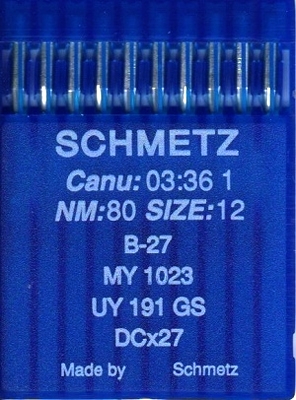 SCHMETZ
Canu: 03:36 1
NM:80 SIZE:12
B-27
MY 1023
UY 191 GS
DCx27
Made by Schmetz